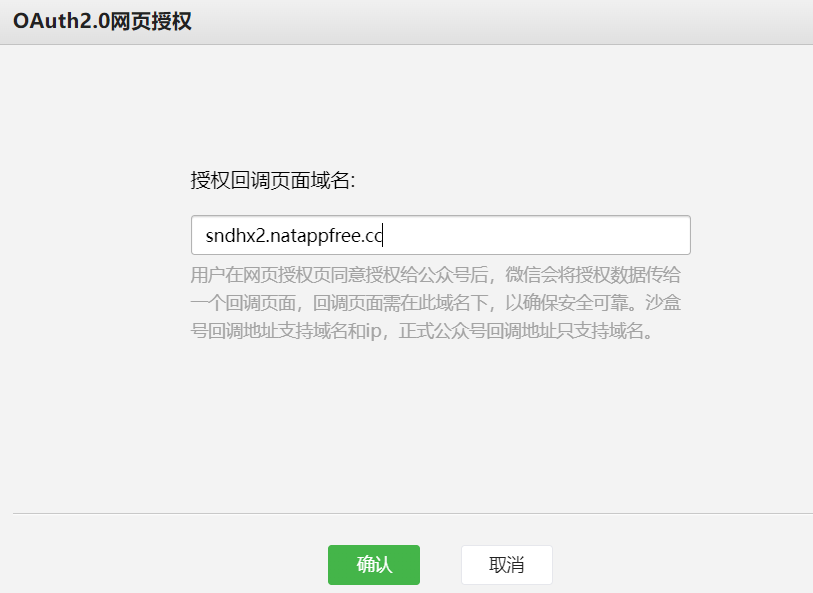 OAuth2.0网页授权
授权回调页面域名:
sndhx2.natappfree.cc
用户在网页授权页同意授权给公众号后，微信会将授权数据传给
一个回调页面，回调页面需在此域名下，以确保安全可靠。沙盒
号回调地址支持域名和ip，正式公众号回调地址只支持域名。
确认
取消